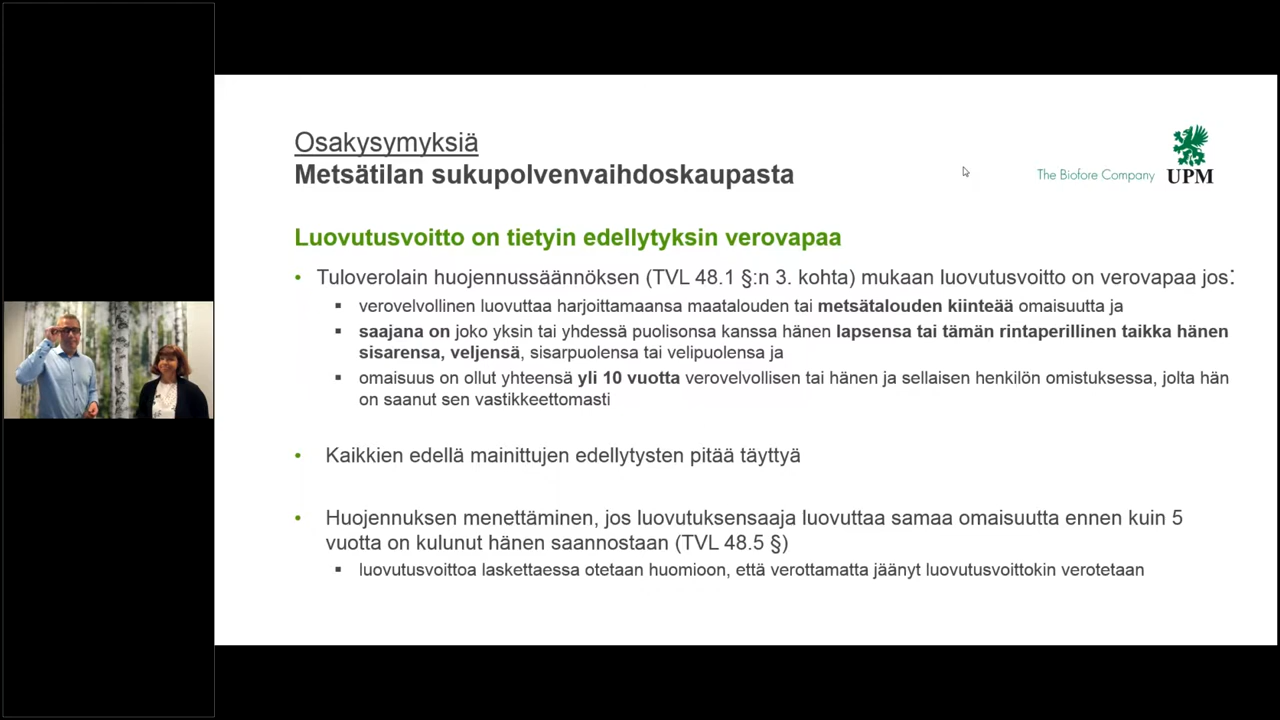 Osakysymyksiä
Metsätilan sukupolvenvaihdoskaupasta
The Biofore Company
UPM
Luovutusvoitto on tietyin edellytyksin verovapaa
• Tuloverolain huojennussäännöksen (TVL 48.1 §:n 3. kohta) mukaan luovutusvoitto on verovapaa jos:
▪ verovelvollinen luovuttaa harjoittamaansa maatalouden tai metsätalouden kiinteää omaisuutta ja
▪ saajana on joko yksin tai yhdessä puolisonsa kanssa hänen lapsensa tai tämän rintaperillinen taikka hänen
sisarensa, veljensä, sisarpuolensa tai velipuolensa ja
▪ omaisuus on ollut yhteensä yli 10 vuotta verovelvollisen tai hänen ja sellaisen henkilön omistuksessa, jolta hän
on saanut sen vastikkeettomasti
• Kaikkien edellä mainittujen edellytysten pitää täyttyä
• Huojennuksen menettäminen, jos luovutuksensaaja luovuttaa samaa omaisuutta ennen kuin 5
vuotta on kulunut hänen saannostaan (TVL 48.5 §)
▪ luovutusvoittoa laskettaessa otetaan huomioon, että verottamatta jäänyt luovutusvoittokin verotetaan